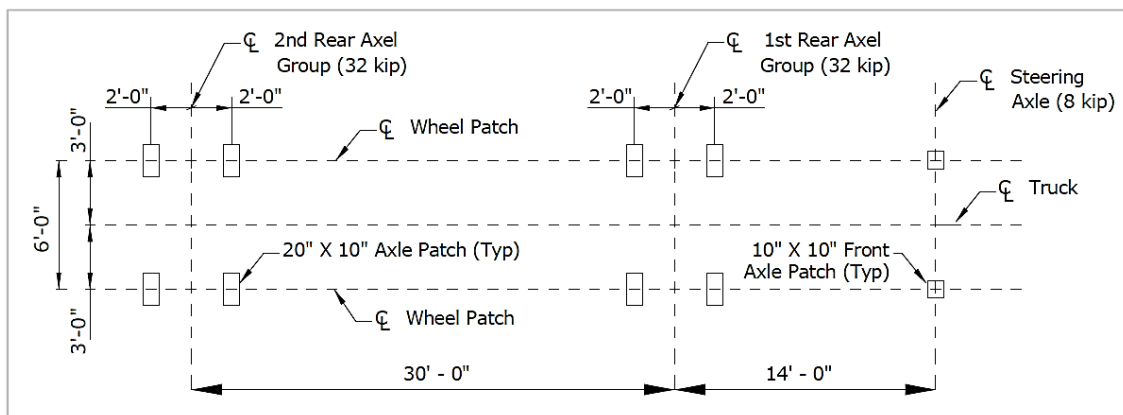 ℄ 2nd Rear Axel
Group (32 kip)
℄ 1st Rear Axel
Group (32 kip)
℄ Steering
Axle (8 kip)
2'-0"
2'-0"
2'-0"
2'-0"
3'-0"
℄ Wheel Patch
6'-0"
℄ Truck
20" X 10" Axle Patch (Typ)
10" X 10" Front
Axle Patch (Typ)
3'-0"
℄ Wheel Patch
30' - 0"
14' - 0"